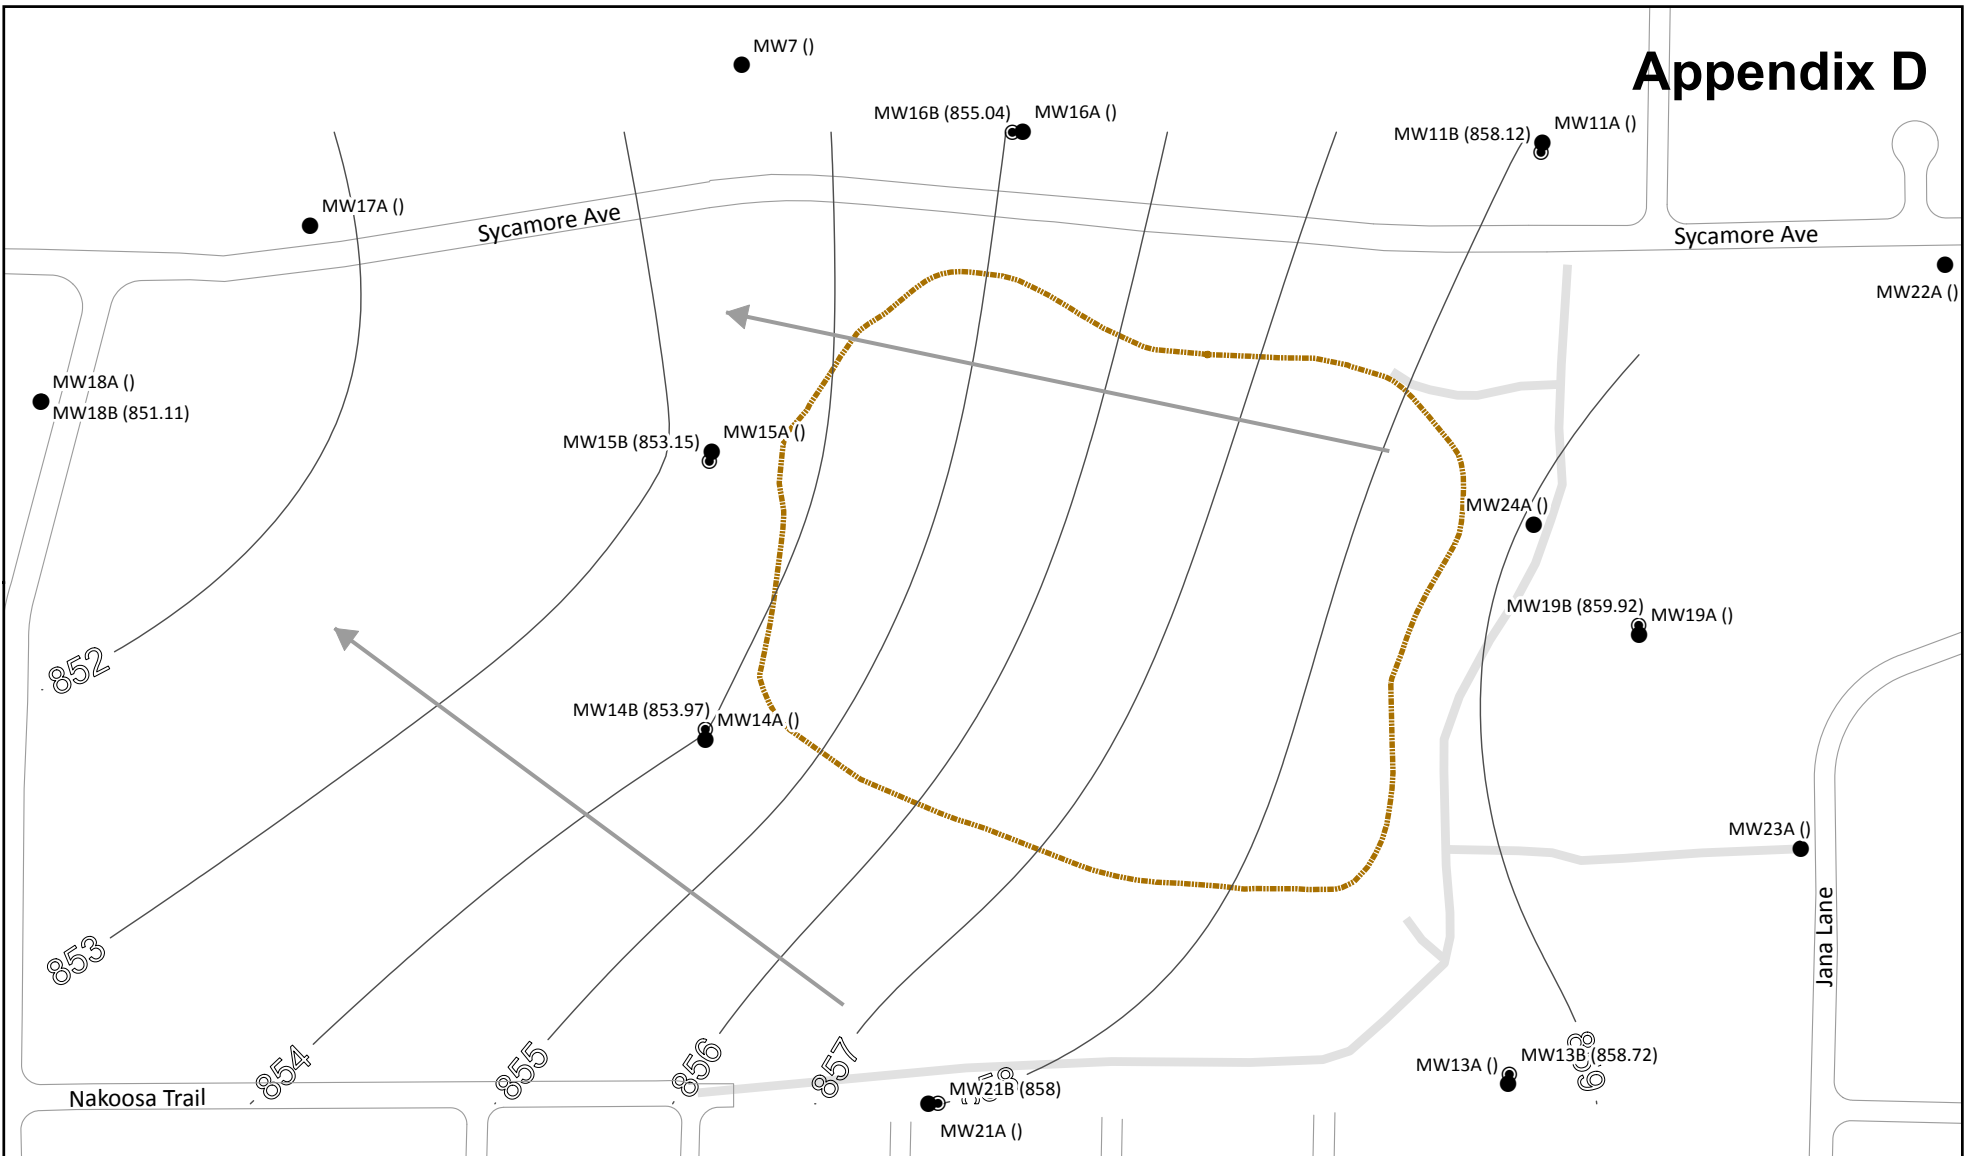 Appendix D
MW7 ()
MW16B (855.04)
MW16A ()
MW11B (858.12)
MW11A ()
MW17A ()
Sycamore Ave
Sycamore Ave
MW22A ()
MW18A ()
MW18B (851.11)
MW15B (853.15)
MW15A ()
MW24A ()
MW19B (859.92)
MW19A ()
852
MW14B (853.97)
MW14A ()
MW23A ()
Jana Lane
853
854
855
856
857
858
MW13A ()
MW13B (858.72)
Nakoosa Trail
MW21B (858)
MW21A ()